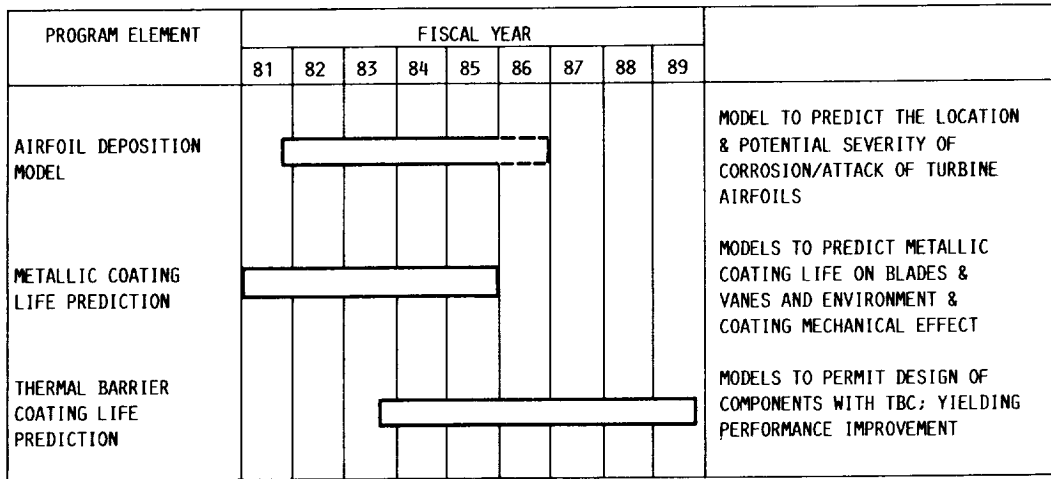 PROGRAM ELEMENT
FISCAL YEAR
81 82 83 84 85 86 87 88 89
AIRFOIL DEPOSITION
MODEL
MODEL TO PREDICT THE LOCATION
& POTENTIAL SEVERITY OF
CORROSION/ATTACK OF TURBINE
AIRFOILS
METALLIC COATING
LIFE PREDICTION
MODELS TO PREDICT METALLIC
COATING LIFE ON BLADES &
VANES AND ENVIRONMENT &
COATING MECHANICAL EFFECT
THERMAL BARRIER
COATING LIFE
PREDICTION
MODELS TO PERMIT DESIGN OF
COMPONENTS WITH TBC; YIELDING
PERFORMANCE IMPROVEMENT